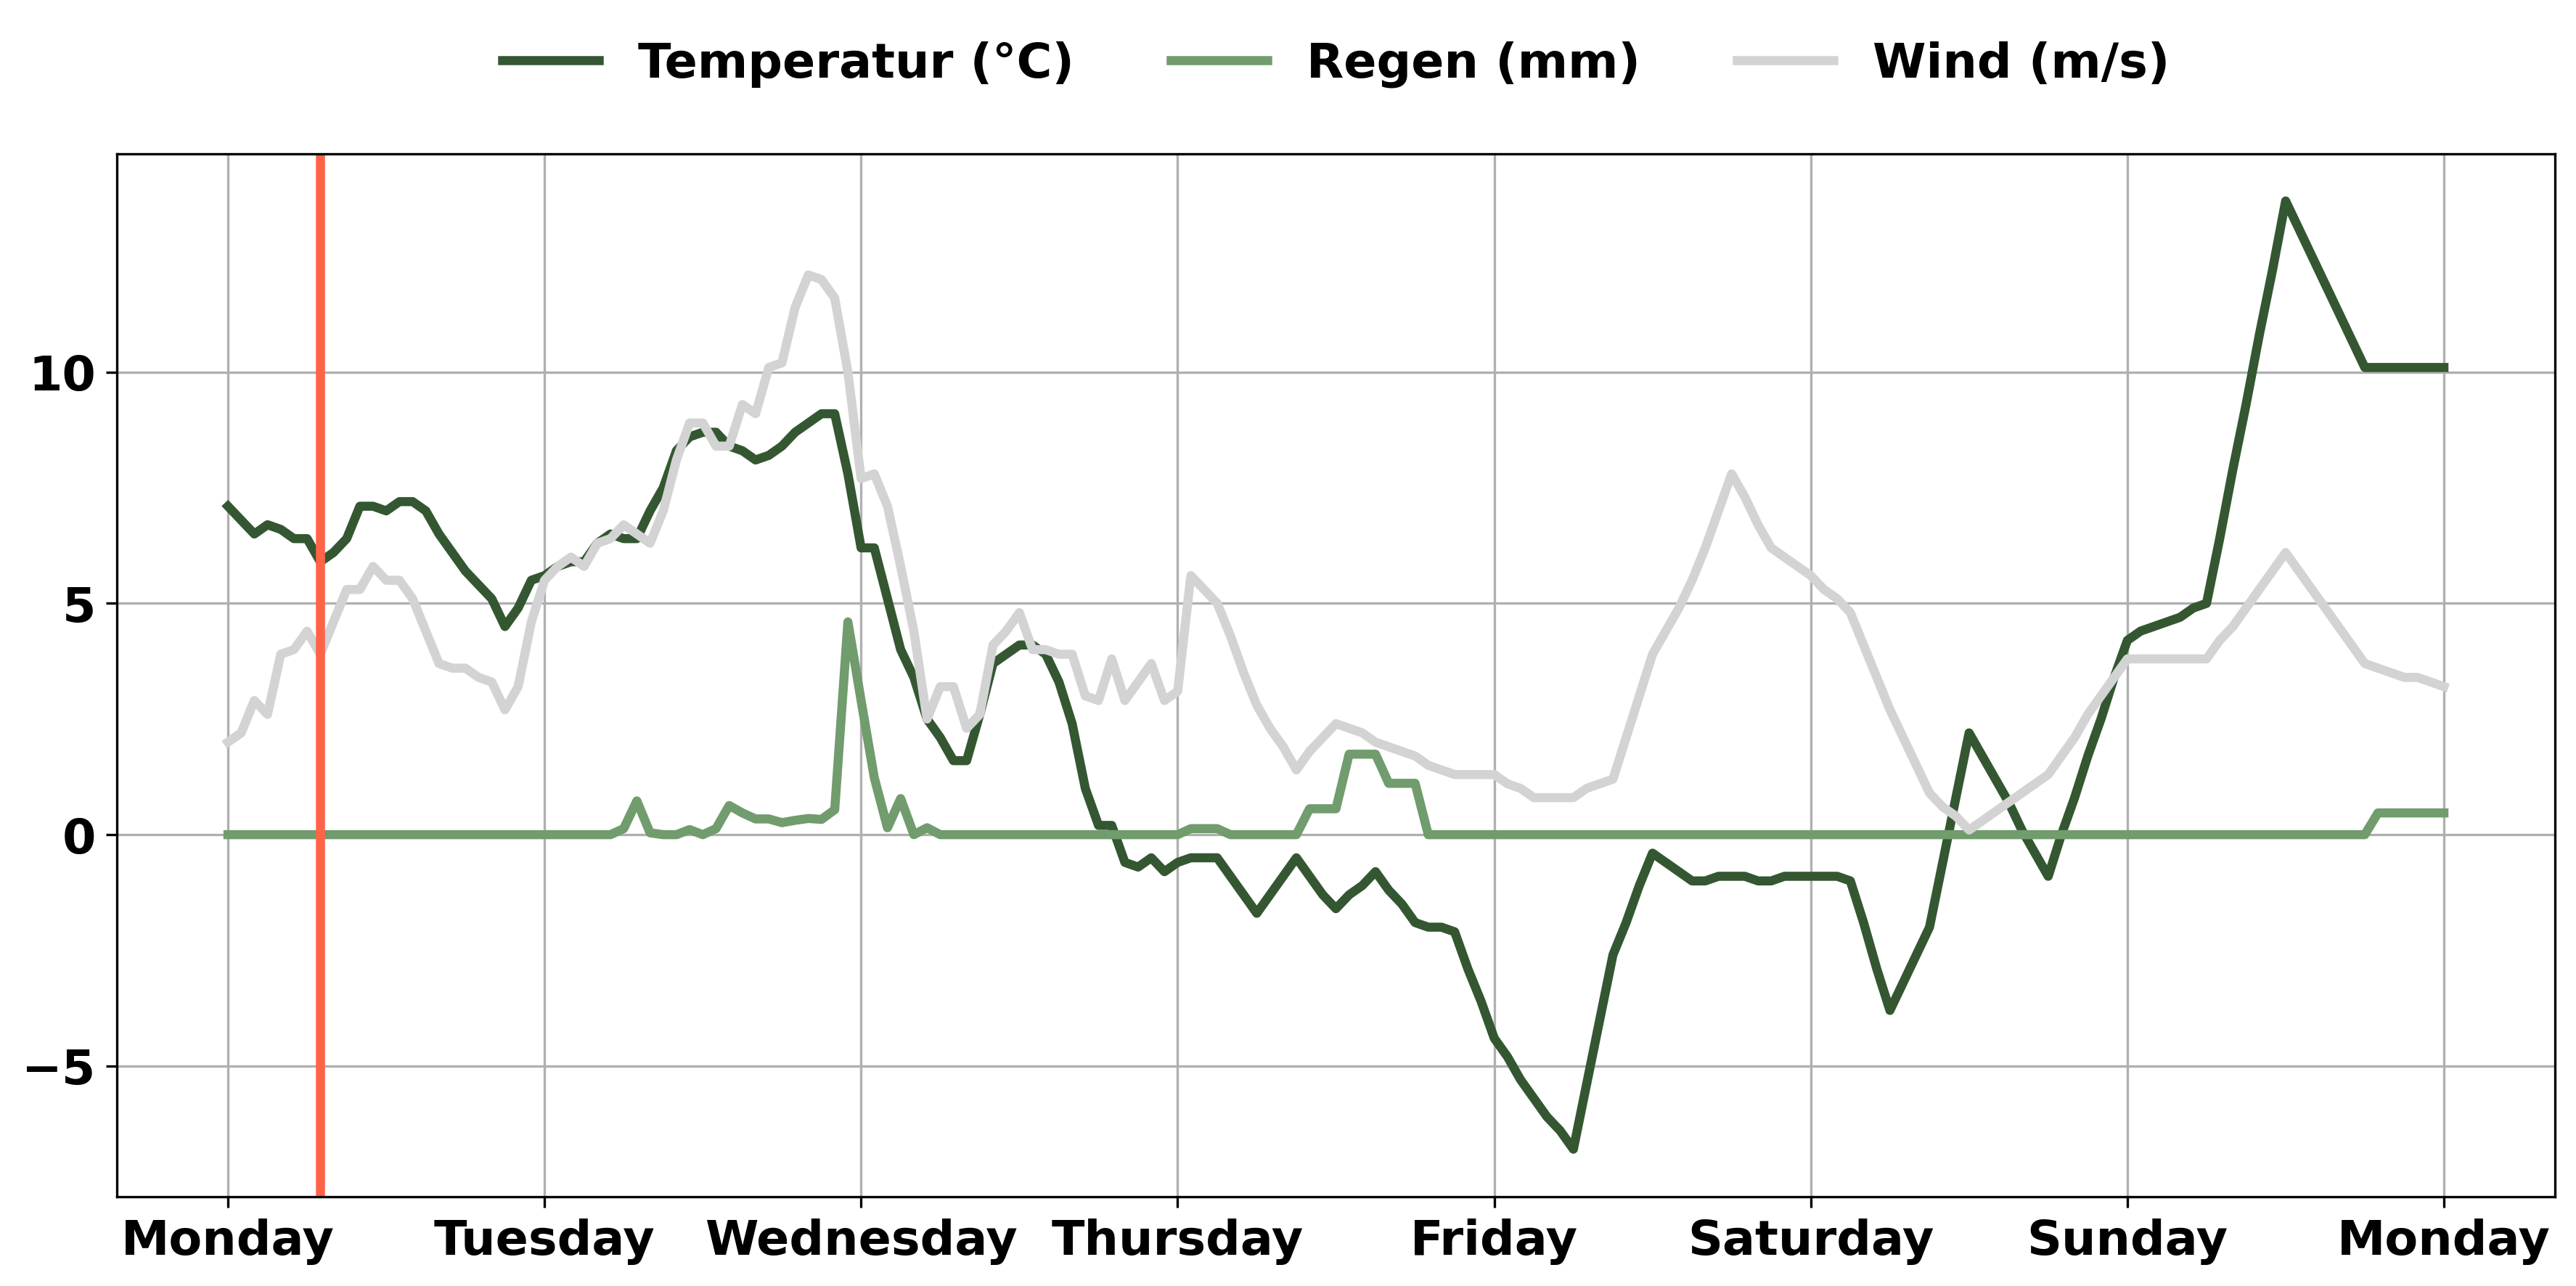 Temperatur (°C) Regen (mm) Wind (m/s)
10
5
0
−5
Monday Tuesday Wednesday Thursday Friday Saturday Sunday Monday